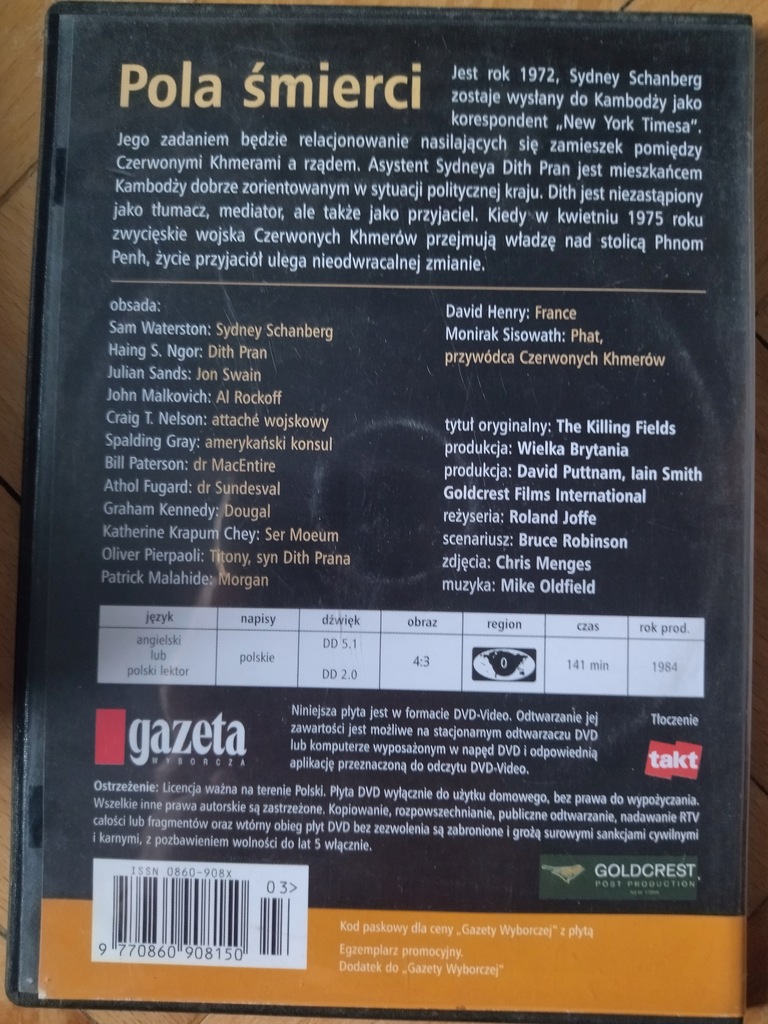 Pola śmierci
Jest rok 1972, Sydney Schanberg
zostaje wysłany do Kambodży jako
korespondent „New York Timesa".
Jego zadaniem będzie relacjonowanie nasilających się zamieszek pomiędzy
Czerwonymi Khmerami a rządem. Asystent Sydneya Dith Pran jest mieszkańcem
Kambodży dobrze zorientowanym w sytuacji politycznej kraju. Dith jest niezastąpiony
jako tłumacz, mediator, ale także jako przyjaciel. Kiedy w kwietniu 1975 roku
zwycięskie wojska Czerwonych Khmerów przejmują władzę nad stolicą Phnom
Penh, życie przyjaciół ulega nieodwracalnej zmianie.
obsada:
Sam Waterston: Sydney Schanberg
Haing S. Ngor: Dith Pran
Julian Sands: Jon Swain
John Malkovich: Al Rockoff
Craig T. Nelson: attaché wojskowy
Spalding Gray: amerykański konsul
Bill Paterson: dr MacEntire
Athol Fugard: dr Sundesval
Graham Kennedy: Dougal
Katherine Krapum Chey: Ser Moeum
Oliver Pierpaoli: Titony, syn Dith Prana
Patrick Malahide: Morgan
David Henry: France
Monirak Sisowath: Phat,
przywódca Czerwonych Khmerów
tytuł oryginalny: The Killing Fields
produkcja: Wielka Brytania
produkcja: David Puttnam, Iain Smith
Goldcrest Films International
reżyseria: Roland Joffe
scenariusz: Bruce Robinson
zdjęcia: Chris Menges
muzyka: Mike Oldfield
język napisy dźwięk obraz region czas rok prod.
angielski
lub
polski lektor
polskie
DD 5.1
DD 2.0
4:3
0
141 min
1984
gazeta
WYBORCZA
Niniejsza płyta jest w formacie DVD-Video. Odtwarzanie jej
zawartości jest możliwe na stacjonarnym odtwarzaczu DVD
lub komputerze wyposażonym w napęd DVD i odpowiednią
aplikację przeznaczoną do odczytu DVD-Video.
Tłoczenie
takt
Ostrzeżenie: Licencja ważna na terenie Polski. Płyta DVD wyłącznie do użytku domowego, bez prawa do wypożyczania.
Wszelkie inne prawa autorskie są zastrzeżone. Kopiowanie, rozpowszechnianie, publiczne odtwarzanie, nadawanie RTV
całości lub fragmentów oraz wtórny obieg płyt DVD bez zezwolenia są zabronione i grożą surowymi sankcjami cywilnymi
i karnymi, z pozbawieniem wolności do lat 5 włącznie.
GOLDCREST
POST PRODUCTION
ISSN 0860-908X
03>
9 770860 908150
Kod paskowy dla ceny „Gazety Wyborczej" z płytą
Egzemplarz promocyjny.
Dodatek do „Gazety Wyborczej"